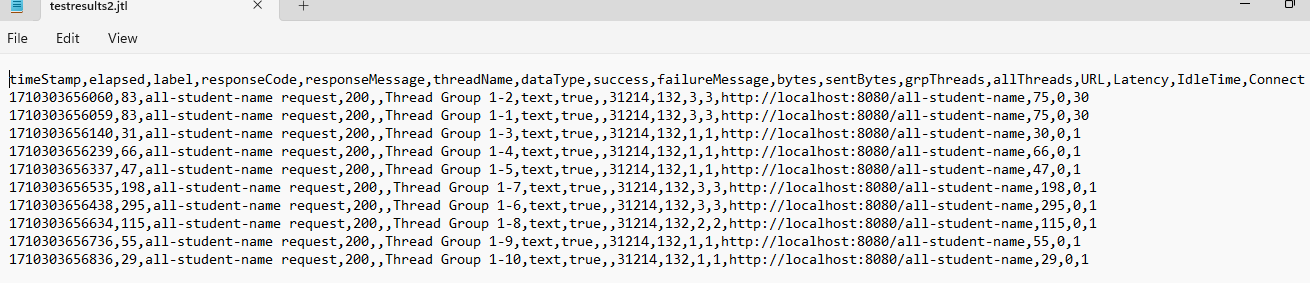 testresults2.jtl
File Edit View
timeStamp,elapsed,label,responseCode,responseMessage,threadName,dataType,success,failureMessage,bytes,sentBytes,grpThreads,allThreads,URL,Latency,IdleTime,Connect
1710303656060,83,all-student-name request,200,,Thread Group 1-2,text,true,,31214,132,3,3,http://localhost:8080/all-student-name,75,0,30
1710303656059,83,all-student-name request,200,,Thread Group 1-1,text,true,,31214,132,3,3,http://localhost:8080/all-student-name,75,0,30
1710303656140,31,all-student-name request,200,,Thread Group 1-3,text,true,,31214,132,1,1,http://localhost:8080/all-student-name,30,0,1
1710303656239,66,all-student-name request,200,,Thread Group 1-4,text,true,,31214,132,1,1,http://localhost:8080/all-student-name,66,0,1
1710303656337,47,all-student-name request,200,,Thread Group 1-5,text,true,,31214,132,1,1,http://localhost:8080/all-student-name,47,0,1
1710303656535,198,all-student-name request,200,,Thread Group 1-7,text,true,,31214,132,3,3,http://localhost:8080/all-student-name,198,0,1
1710303656438,295,all-student-name request,200,,Thread Group 1-6,text,true,,31214,132,3,3,http://localhost:8080/all-student-name,295,0,1
1710303656634,115,all-student-name request,200,,Thread Group 1-8,text,true,,31214,132,2,2,http://localhost:8080/all-student-name,115,0,1
1710303656736,55,all-student-name request,200,,Thread Group 1-9,text,true,,31214,132,1,1,http://localhost:8080/all-student-name,55,0,1
1710303656836,29,all-student-name request,200,,Thread Group 1-10,text,true,,31214,132,1,1,http://localhost:8080/all-student-name,29,0,1